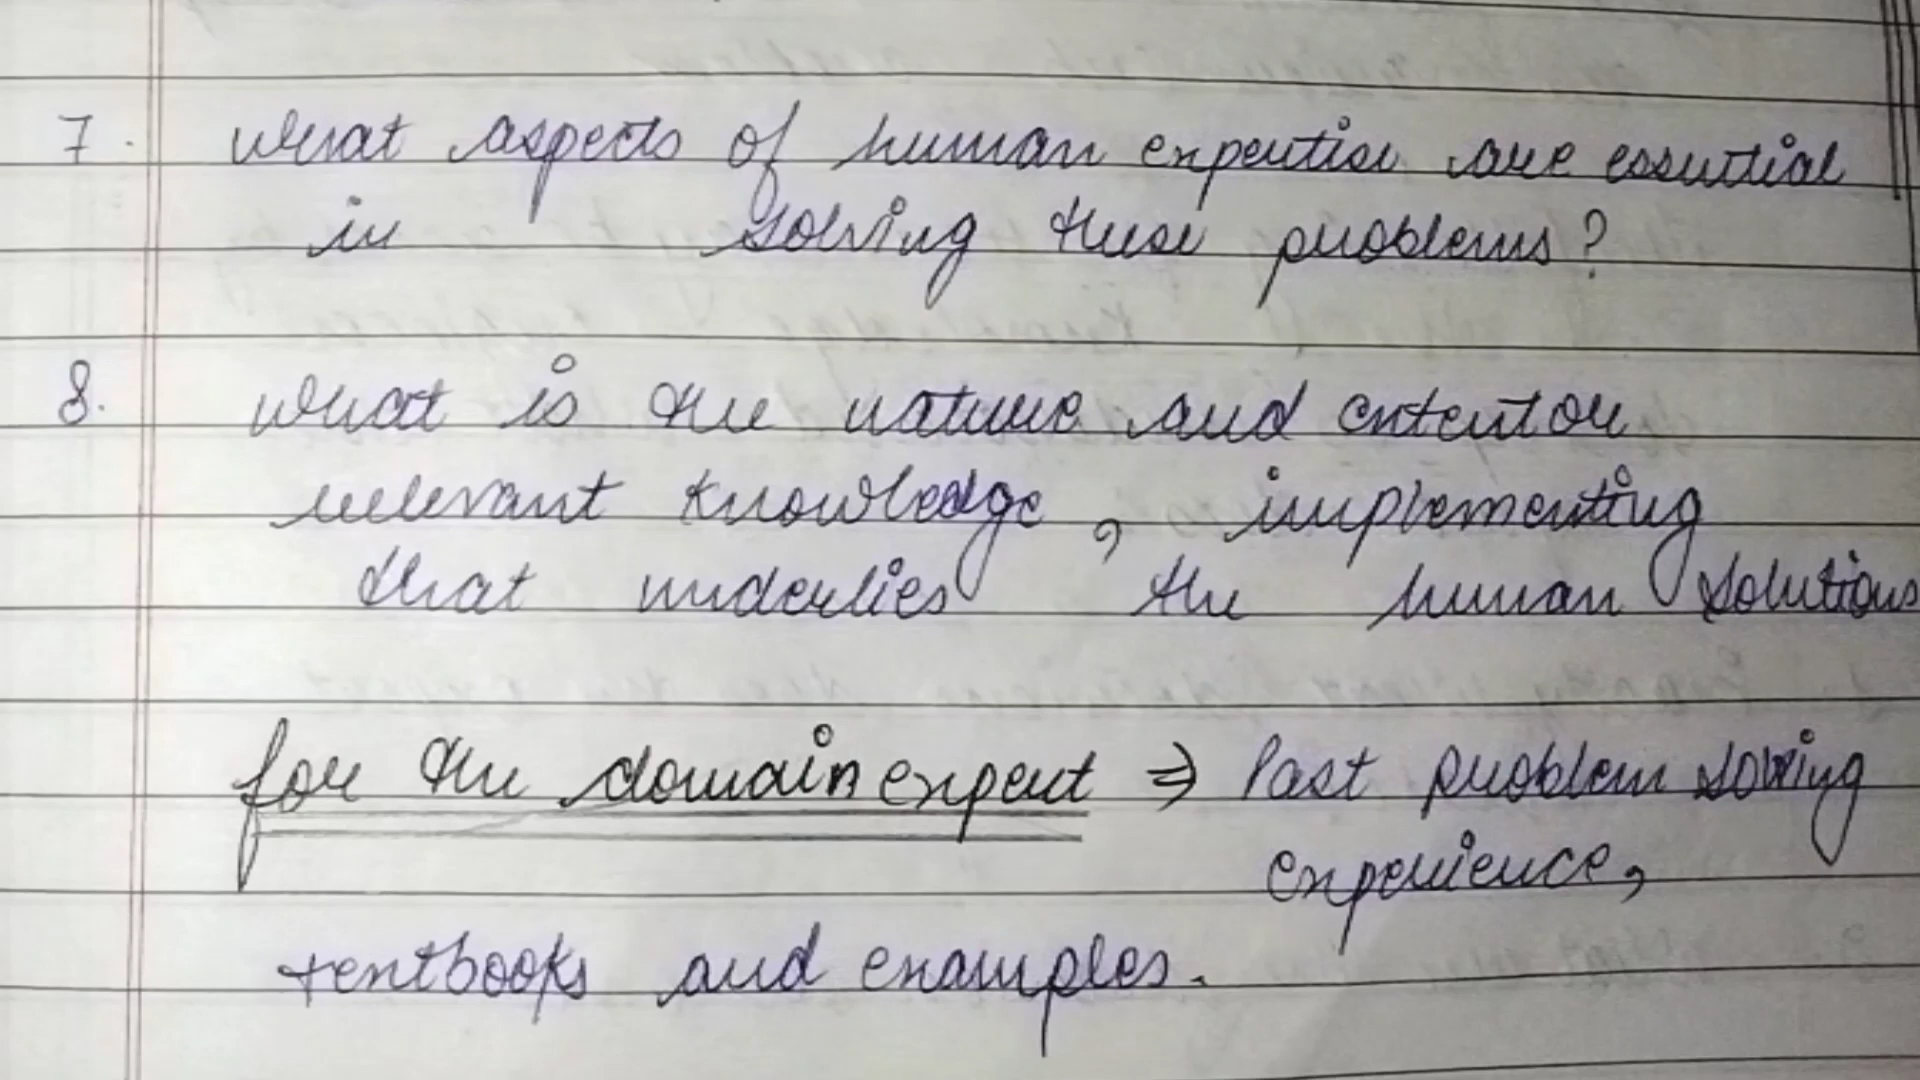 7. what aspects of human expertise are essential
in solving these problems?
8. what is the nature and extent or
relevant knowledge, implementing
that underlies the human solutions
for the domain expert ⇒ Past problem solving
experience,
textbooks and examples.